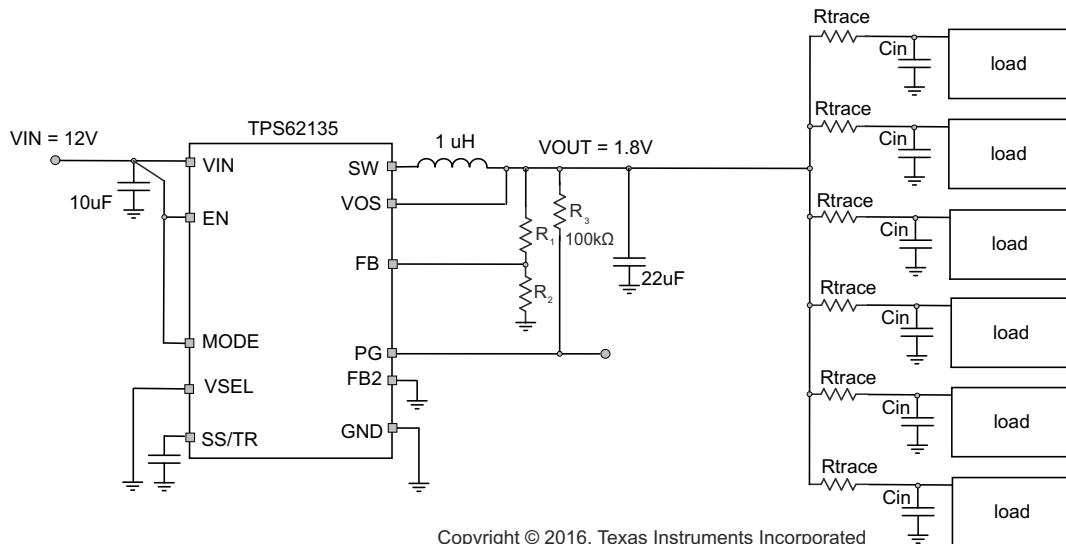 Rtrace
Cin
load
Rtrace
Cin
load
TPS62135
VIN = 12V
1 uH
VOUT = 1.8V
VIN
SW
10uF
VOS
EN
R3
R1
100kΩ
FB
22uF
R2
MODE
PG
VSEL
FB2
SS/TR
GND
Rtrace
Cin
load
Rtrace
Cin
load
Rtrace
Cin
load
Rtrace
Cin
load
Copyright © 2016, Texas Instruments Incorporated